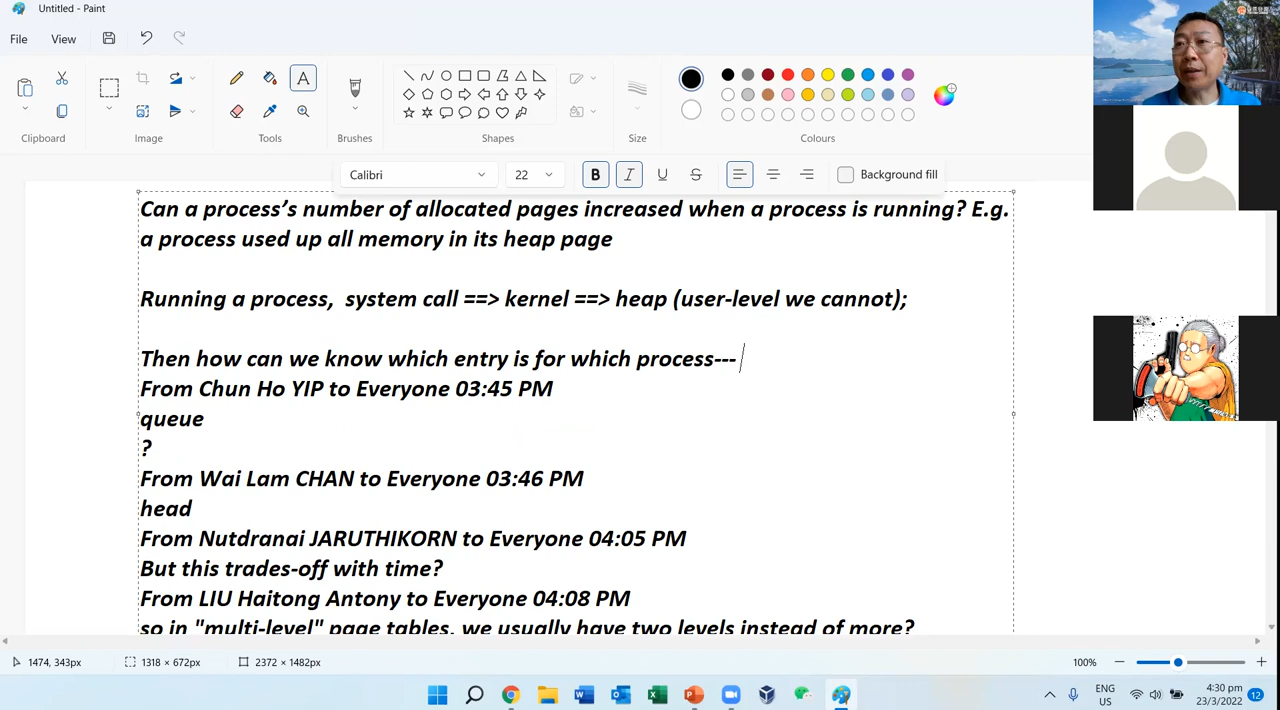 Untitled - Paint
File
View
Clipboard
Image
Tools
Brushes
Shapes
Size
Colours
Calibri
22
B
I
U
Background fill
Can a process’s number of allocated pages increased when a process is running? E.g.
a process used up all memory in its heap page
Running a process,  system call ==> kernel ==> heap (user-level we cannot);
Then how can we know which entry is for which process---
From Chun Ho YIP to Everyone 03:45 PM
queue
?
From Wai Lam CHAN to Everyone 03:46 PM
head
From Nutdranai JARUTHIKORN to Everyone 04:05 PM
But this trades-off with time?
From LIU Haitong Antony to Everyone 04:08 PM
so in "multi-level" page tables, we usually have two levels instead of more?
1474, 343px
1318 × 672px
2372 × 1482px
100%
ENG
US
4:30 pm
23/3/2022
12